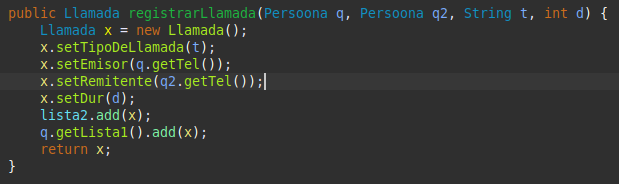 public Llamada registrarLlamada(Persoona q, Persoona q2, String t, int d) {
Llamada x = new Llamada();
x.setTipoDeLlamada(t);
x.setEmisor(q.getTel());
x.setRemitente(q2.getTel());
x.setDur(d);
lista2.add(x);
q.getLista1().add(x);
return x;
}